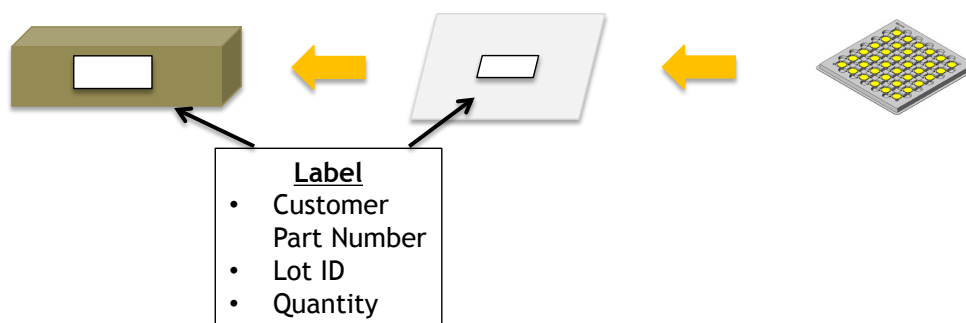 Label
• Customer
Part Number
• Lot ID
• Quantity